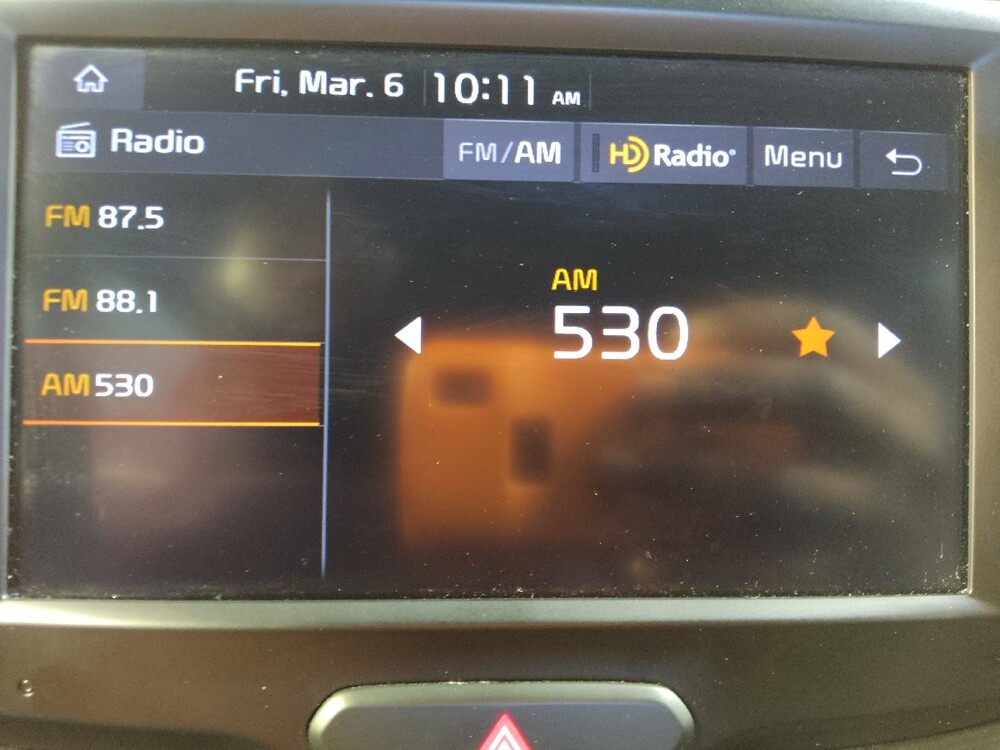 Fri, Mar. 6 10:11 AM
Radio FM/AM HD Radio® Menu
FM 87.5
FM 88.1
AM 530
AM
530